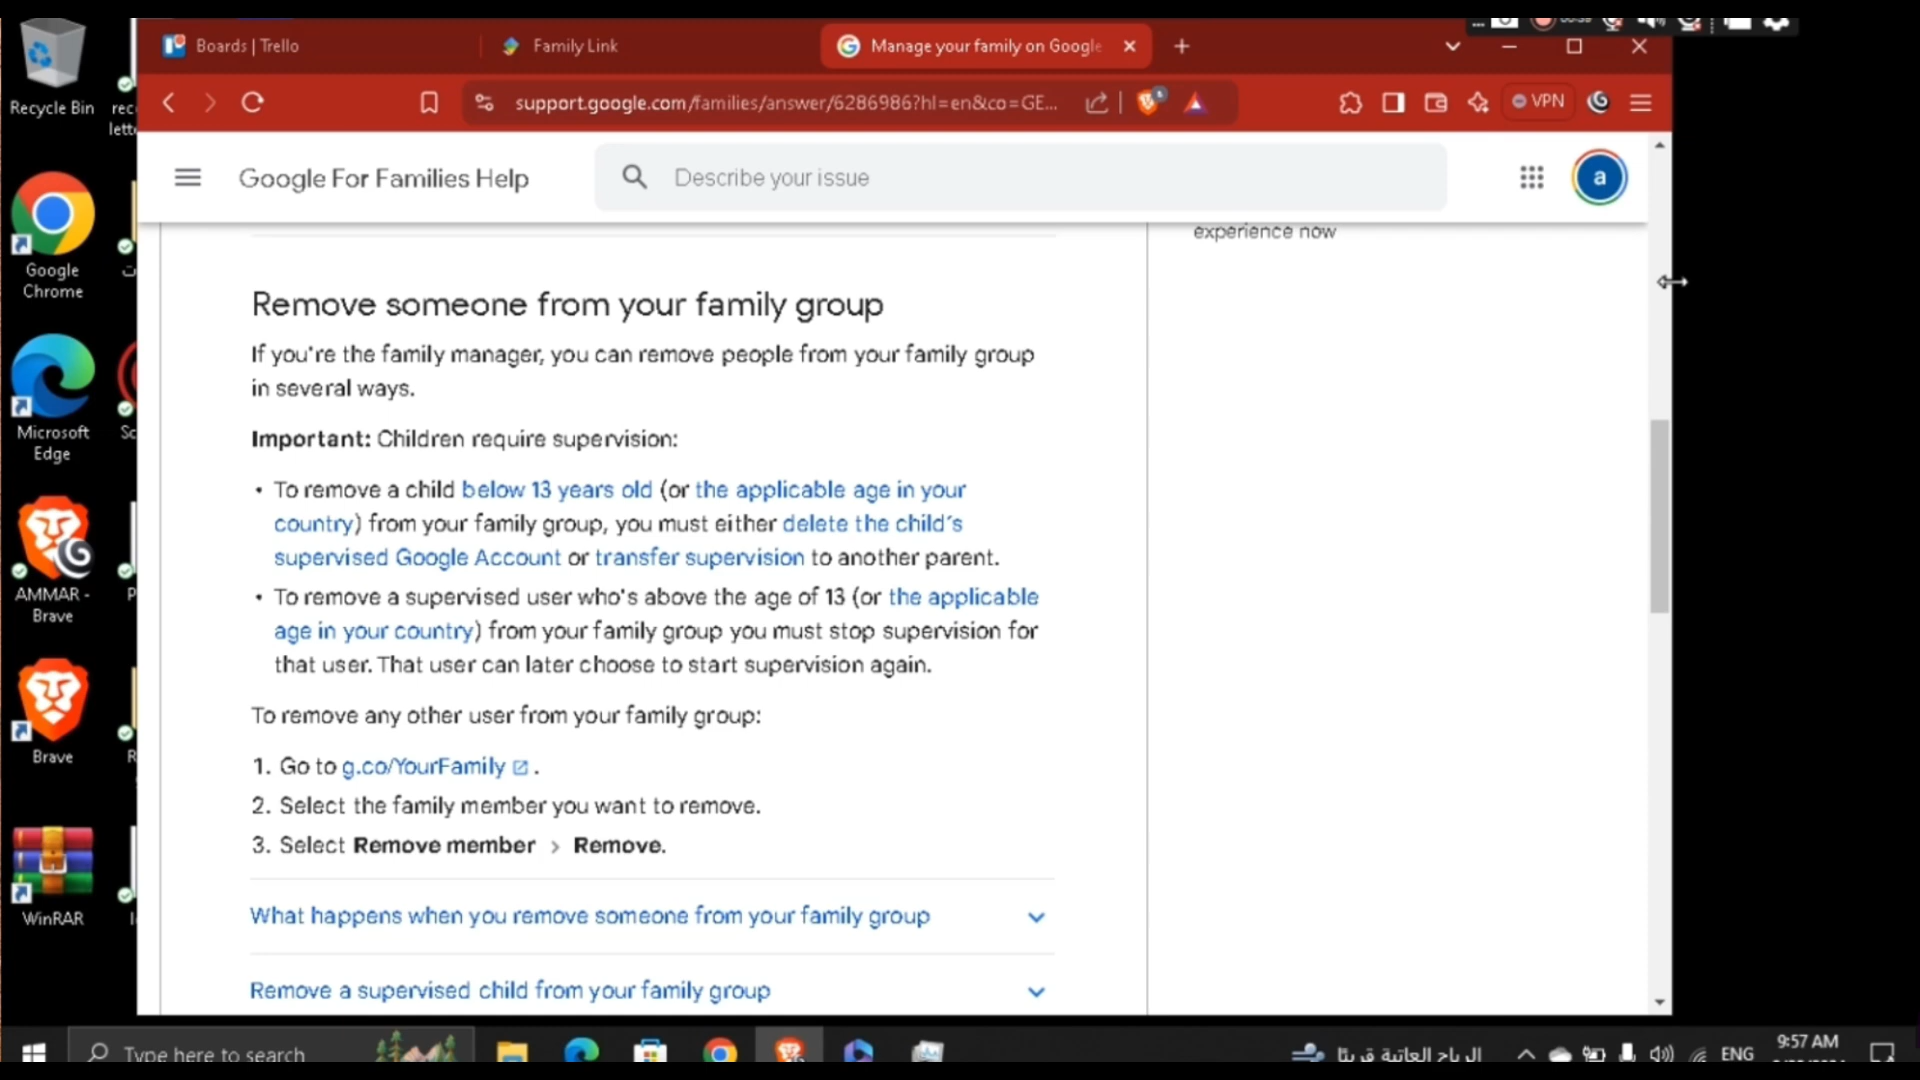 Boards | Trello
Family Link
Manage your family on Google
support.google.com/families/answer/6286986?hl=en&co=GE...
VPN
Google For Families Help
Describe your issue
a
experience now
Remove someone from your family group
If you're the family manager, you can remove people from your family group
in several ways.
Important: Children require supervision:
• To remove a child below 13 years old (or the applicable age in your
country) from your family group, you must either delete the child's
supervised Google Account or transfer supervision to another parent.
• To remove a supervised user who's above the age of 13 (or the applicable
age in your country) from your family group you must stop supervision for
that user. That user can later choose to start supervision again.
To remove any other user from your family group:
1. Go to g.co/YourFamily.
2. Select the family member you want to remove.
3. Select Remove member > Remove.
What happens when you remove someone from your family group
Remove a supervised child from your family group
Recycle Bin
rec
lett
Google
Chrome
Microsoft
Edge
Sc
AMMAR -
Brave
P
Brave
R
WinRAR
Type here to search
الرياح العاتية قريبًا
ENG
9:57 AM